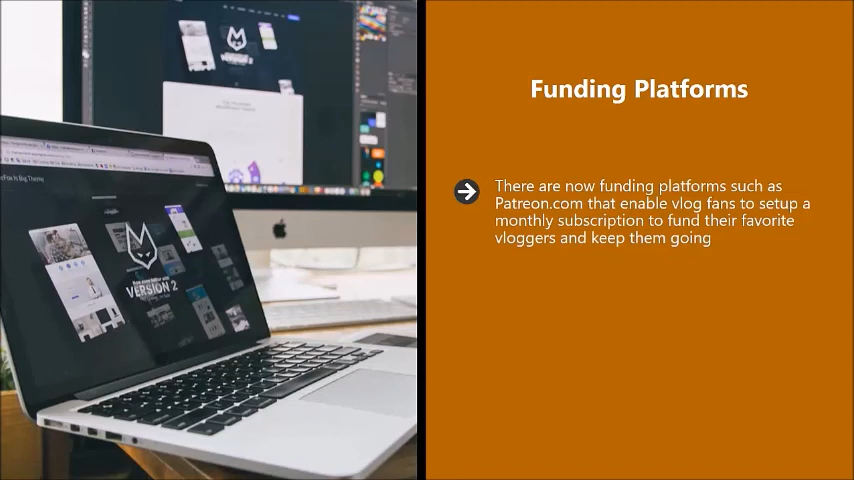 Funding Platforms
There are now funding platforms such as
Patreon.com that enable vlog fans to setup a
monthly subscription to fund their favorite
vloggers and keep them going
VERSION 2
VERSION 2